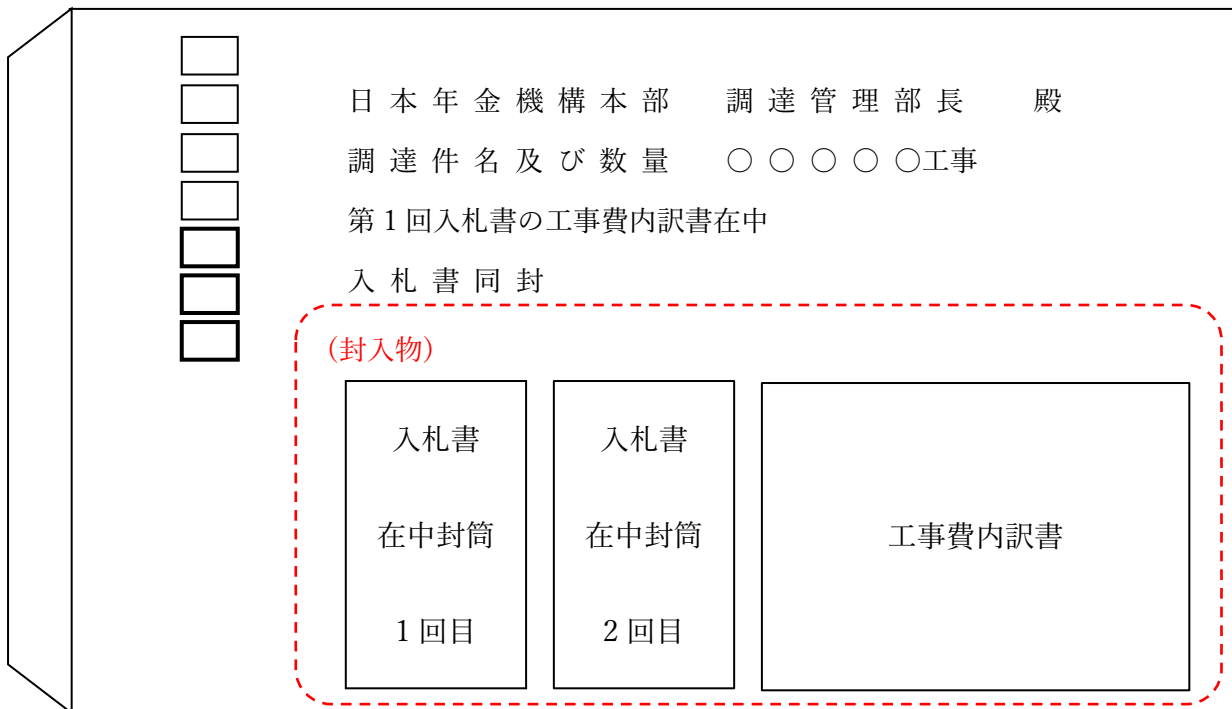 日本年金機構本部　調達管理部長　殿
調達件名及び数量　○○○○○工事
第1回入札書の工事費内訳書在中
入札書同封
(封入物)
入札書
在中封筒
1回目
入札書
在中封筒
2回目
工事費内訳書